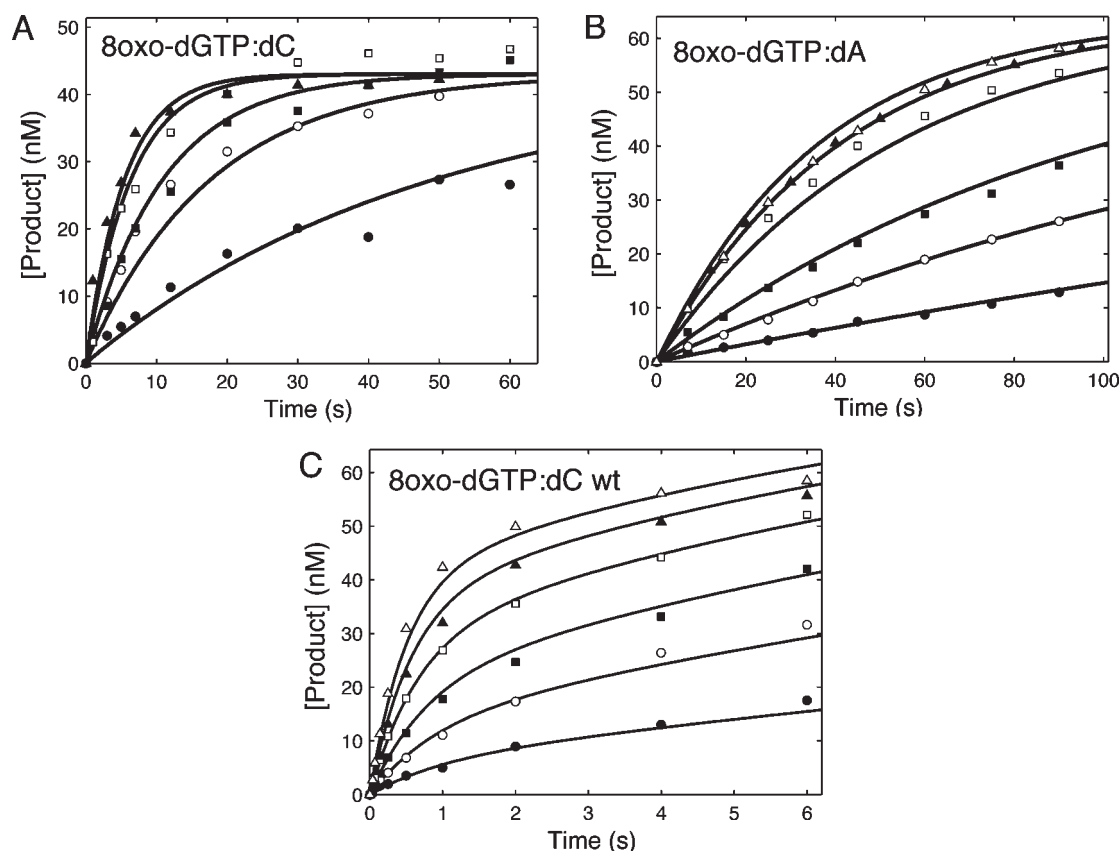 A
8oxo-dGTP:dC
[Product] (nM)
50
40
30
20
10
0
0 10 20 30 40 50 60
Time (s)
B
8oxo-dGTP:dA
[Product] (nM)
60
50
40
30
20
10
0
0 20 40 60 80 100
Time (s)
C
8oxo-dGTP:dC wt
[Product] (nM)
60
50
40
30
20
10
0
0 1 2 3 4 5 6
Time (s)